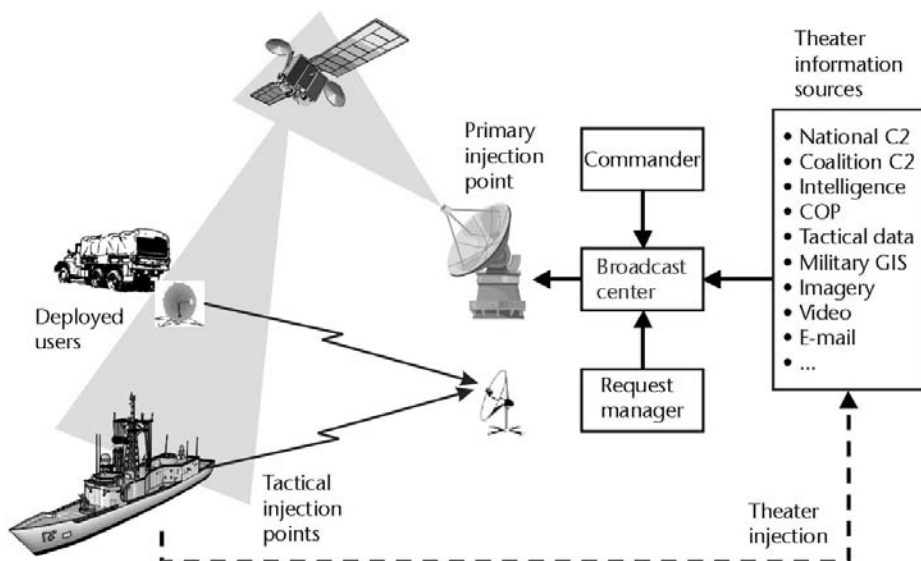 Theater
information
sources
• National C2
• Coalition C2
• Intelligence
• COP
• Tactical data
• Military GIS
• Imagery
• Video
• E-mail
• ...
Primary
injection
point
Commander
Broadcast
center
Request
manager
Deployed
users
Tactical
injection
points
Theater
injection